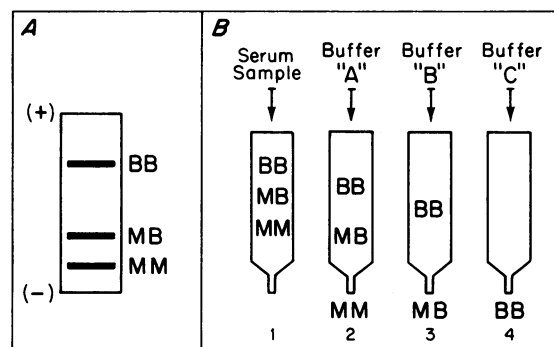 A
(+)
BB
MB
MM
(−)
B
Serum
Sample
Buffer
"A"
Buffer
"B"
Buffer
"C"
BB
MB
MM
BB
MB
BB
MM
MB
BB
1
2
3
4